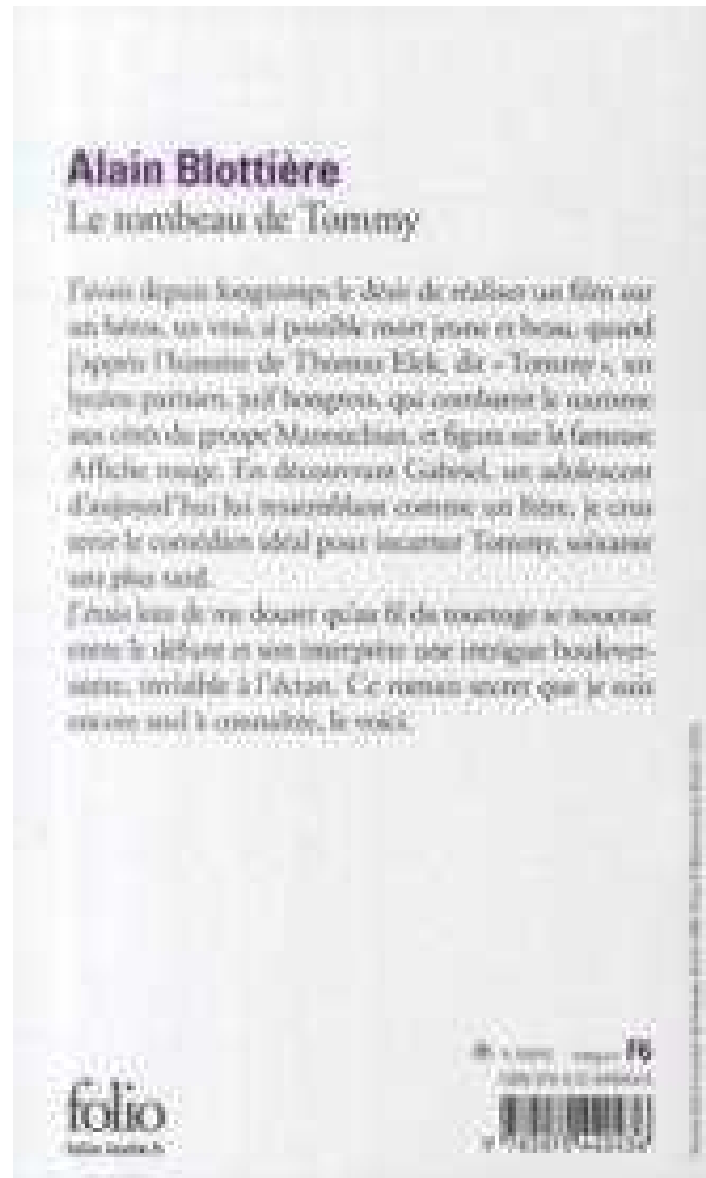 Alain Blottière
Le tombeau de Tommy
J'avais depuis longtemps le désir de réaliser un film sur
un héros, un vrai, si possible mort jeune et beau, quand
j'appris l'histoire de Thomas Elek, dit « Tommy », un
lycéen parisien, juif hongrois, qui combattit le nazisme
aux côtés du groupe Manouchian, et figura sur la fameuse
Affiche rouge. En découvrant Gabriel, un adolescent
d'aujourd'hui lui ressemblant comme un frère, je crus
avoir le comédien idéal pour incarner Tommy, soixante
ans plus tard.
J'étais loin de me douter qu'au fil du tournage se nouerait
entre le défunt et son interprète une intrigue boulever-
sante, invisible à l'écran. Ce roman secret que je suis
encore seul à connaître, le voici.
F6
folio